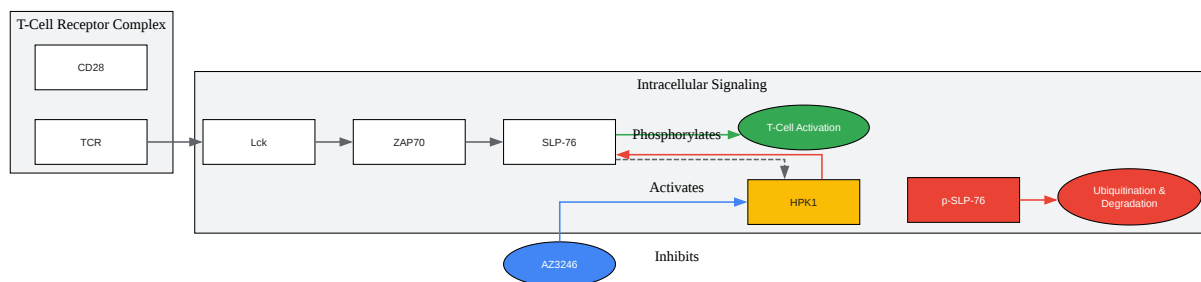 T-Cell Receptor Complex
CD28
TCR
Intracellular Signaling
Lck
ZAP70
SLP-76
Phosphorylates
T-Cell Activation
Activates
HPK1
p-SLP-76
Ubiquitination &
Degradation
AZ3246
Inhibits